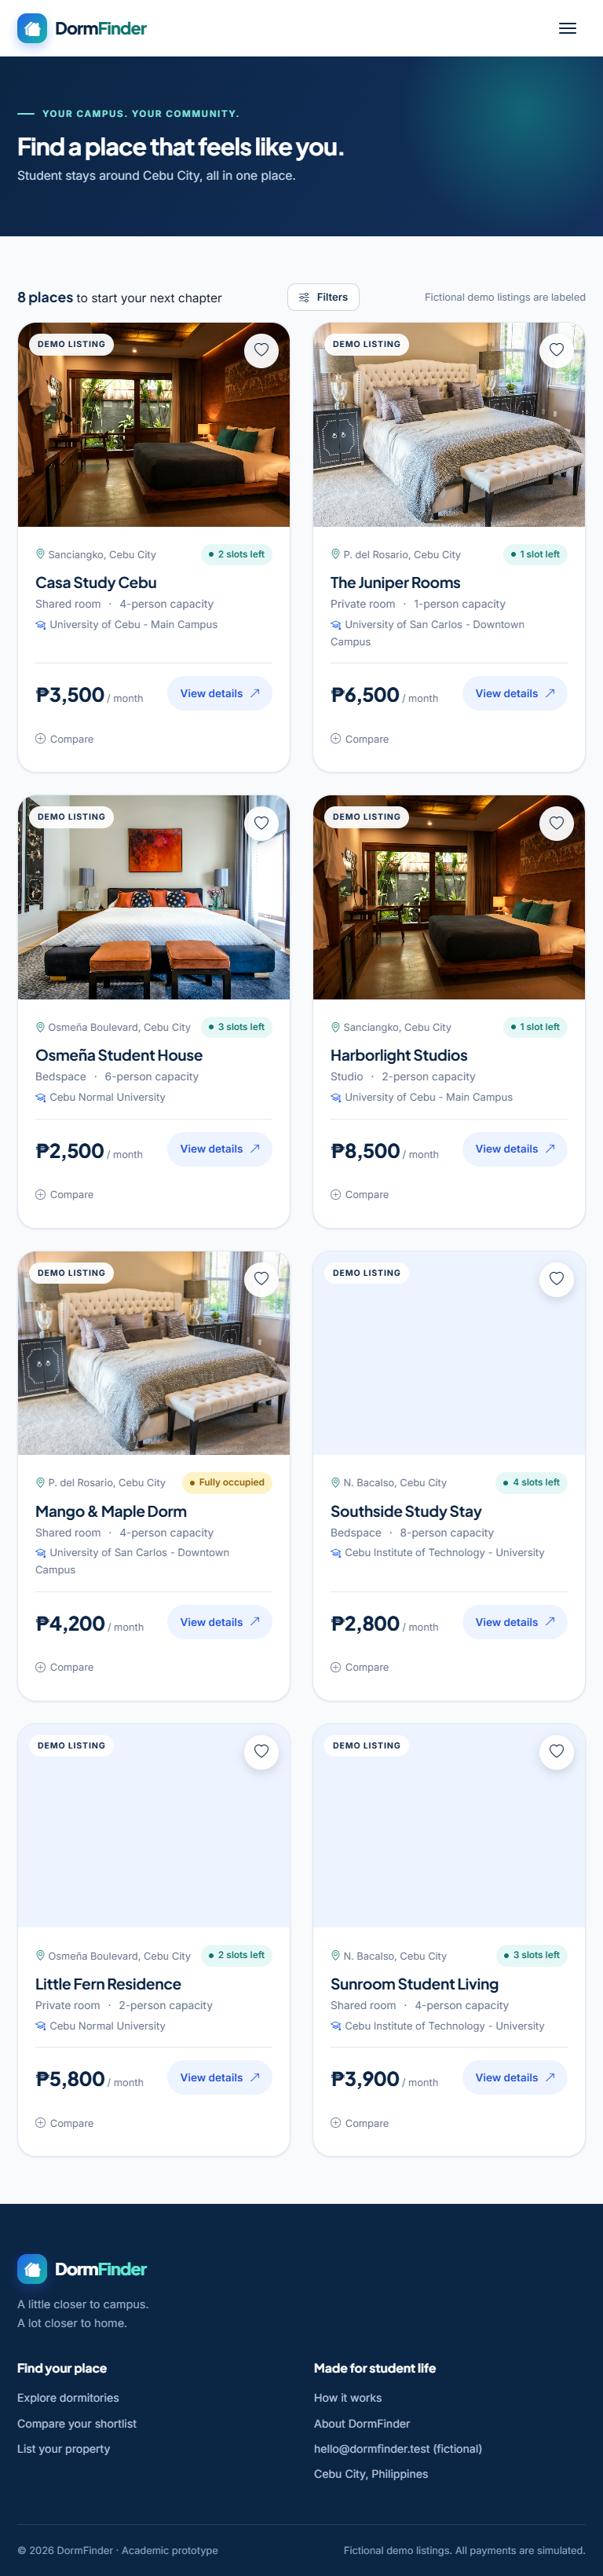 DormFinder
YOUR CAMPUS. YOUR COMMUNITY.
Find a place that feels like you.
Student stays around Cebu City, all in one place.
8 places to start your next chapter
Filters
Fictional demo listings are labeled
DEMO LISTING
Sanciangko, Cebu City
2 slots left
Casa Study Cebu
Shared room · 4-person capacity
University of Cebu - Main Campus
₱3,500 / month
View details
Compare
DEMO LISTING
P. del Rosario, Cebu City
1 slot left
The Juniper Rooms
Private room · 1-person capacity
University of San Carlos - Downtown
Campus
₱6,500 / month
View details
Compare
DEMO LISTING
Osmeña Boulevard, Cebu City
3 slots left
Osmeña Student House
Bedspace · 6-person capacity
Cebu Normal University
₱2,500 / month
View details
Compare
DEMO LISTING
Sanciangko, Cebu City
1 slot left
Harborlight Studios
Studio · 2-person capacity
University of Cebu - Main Campus
₱8,500 / month
View details
Compare
DEMO LISTING
P. del Rosario, Cebu City
Fully occupied
Mango & Maple Dorm
Shared room · 4-person capacity
University of San Carlos - Downtown
Campus
₱4,200 / month
View details
Compare
DEMO LISTING
N. Bacalso, Cebu City
4 slots left
Southside Study Stay
Bedspace · 8-person capacity
Cebu Institute of Technology - University
₱2,800 / month
View details
Compare
DEMO LISTING
Osmeña Boulevard, Cebu City
2 slots left
Little Fern Residence
Private room · 2-person capacity
Cebu Normal University
₱5,800 / month
View details
Compare
DEMO LISTING
N. Bacalso, Cebu City
3 slots left
Sunroom Student Living
Shared room · 4-person capacity
Cebu Institute of Technology - University
₱3,900 / month
View details
Compare
DormFinder
A little closer to campus.
A lot closer to home.
Find your place
Explore dormitories
Compare your shortlist
List your property
Made for student life
How it works
About DormFinder
hello@dormfinder.test (fictional)
Cebu City, Philippines
© 2026 DormFinder · Academic prototype
Fictional demo listings. All payments are simulated.